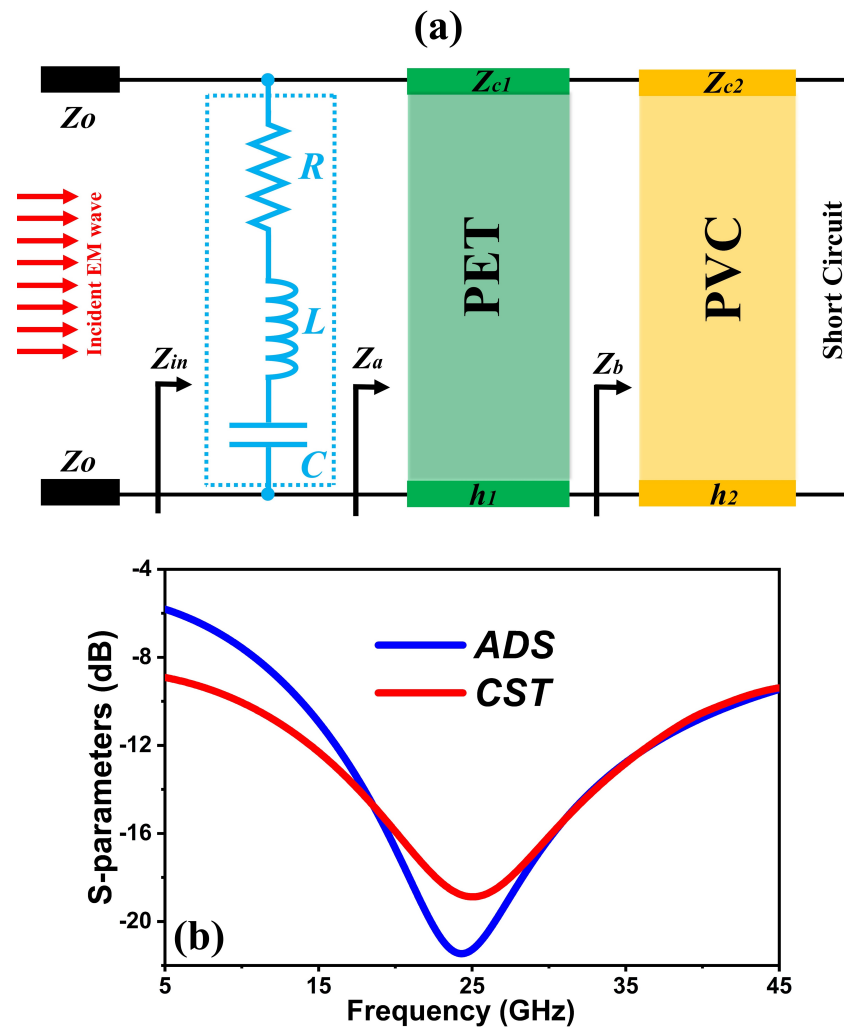 (a)
Zo
Zc1
Zc2
R
Incident EM wave
PET
PVC
Short Circuit
L
Zin
Za
Zb
C
Zo
h1
h2
-4
-8
-12
-16
-20
S-parameters (dB)
ADS
CST
(b)
5
15
25
35
45
Frequency (GHz)